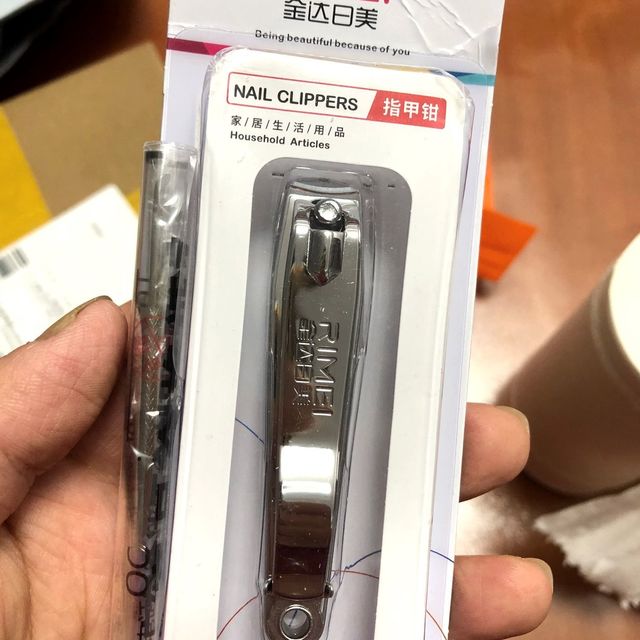 金达日美
Being beautiful because of you
NAIL CLIPPERS
指甲钳
家/居/生/活/用/品
Household Articles
RIMEI
金达日美
QC